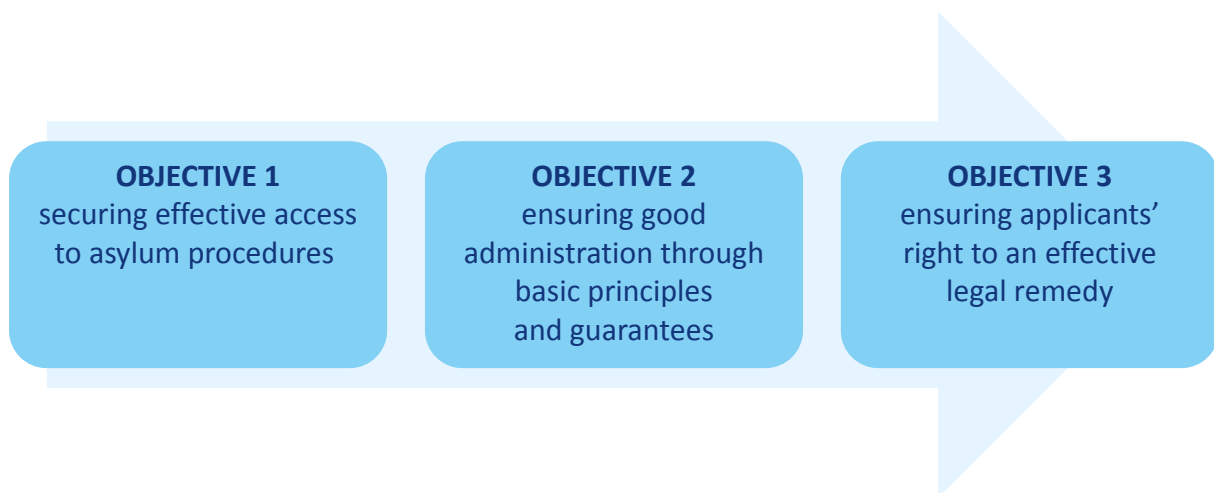 OBJECTIVE 1
securing effective access
to asylum procedures
OBJECTIVE 2
ensuring good
administration through
basic principles
and guarantees
OBJECTIVE 3
ensuring applicants’
right to an effective
legal remedy